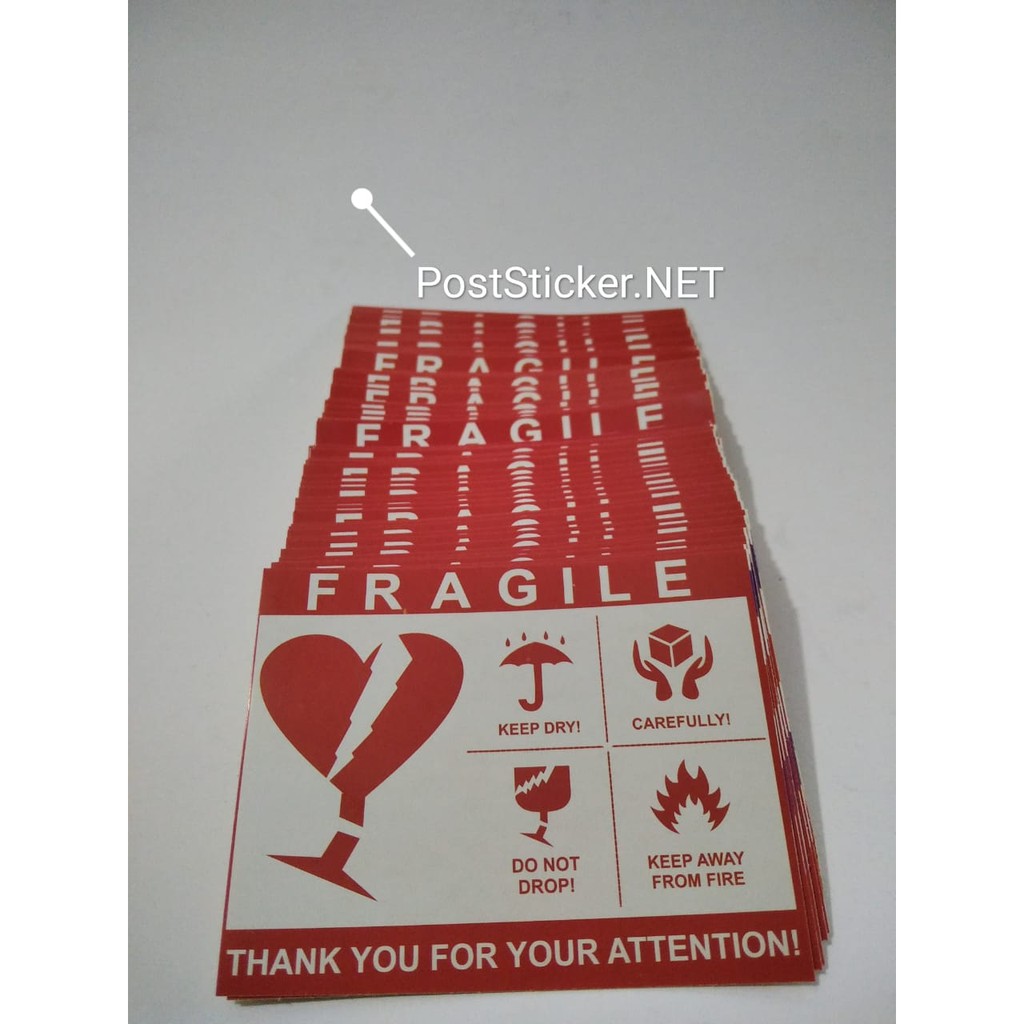 PostSticker.NET
FRAGIL
FRAGILE
FRAGILE
KEEP DRY!
CAREFULLY!
DO NOT
DROP!
KEEP AWAY
FROM FIRE
THANK YOU FOR YOUR ATTENTION!